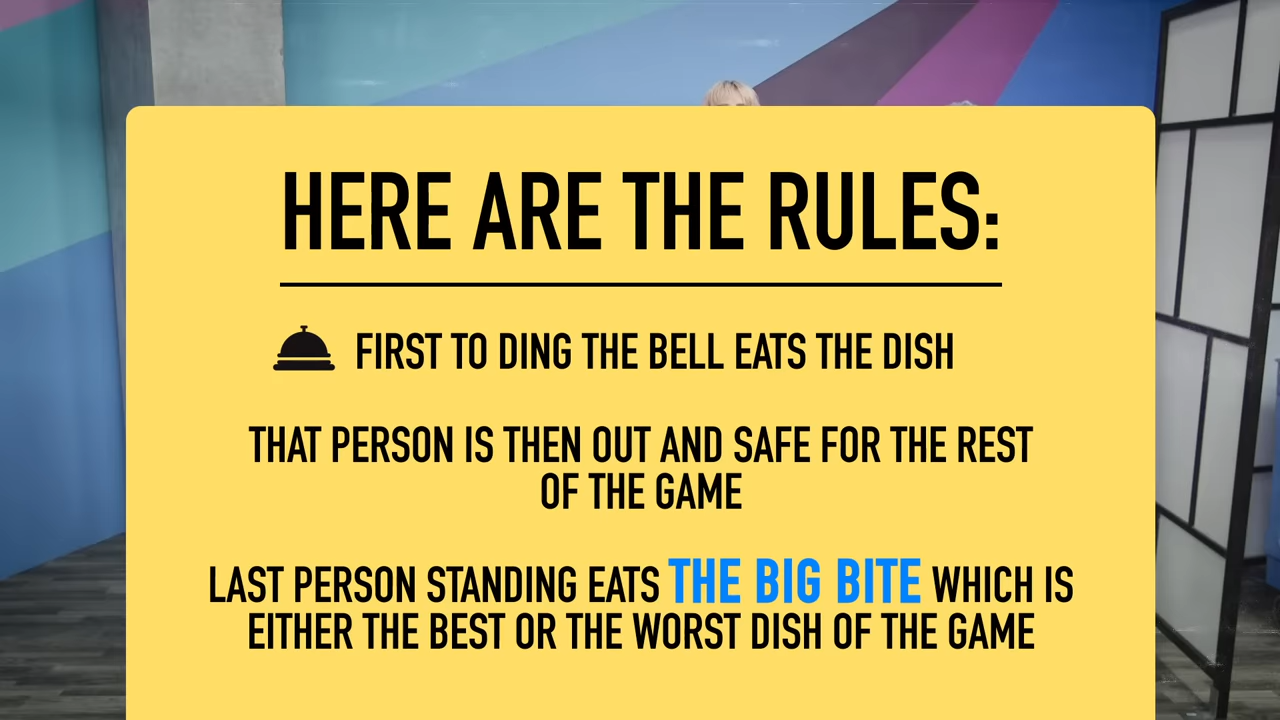 HERE ARE THE RULES:
FIRST TO DING THE BELL EATS THE DISH
THAT PERSON IS THEN OUT AND SAFE FOR THE REST
OF THE GAME
LAST PERSON STANDING EATS THE BIG BITE WHICH IS
EITHER THE BEST OR THE WORST DISH OF THE GAME